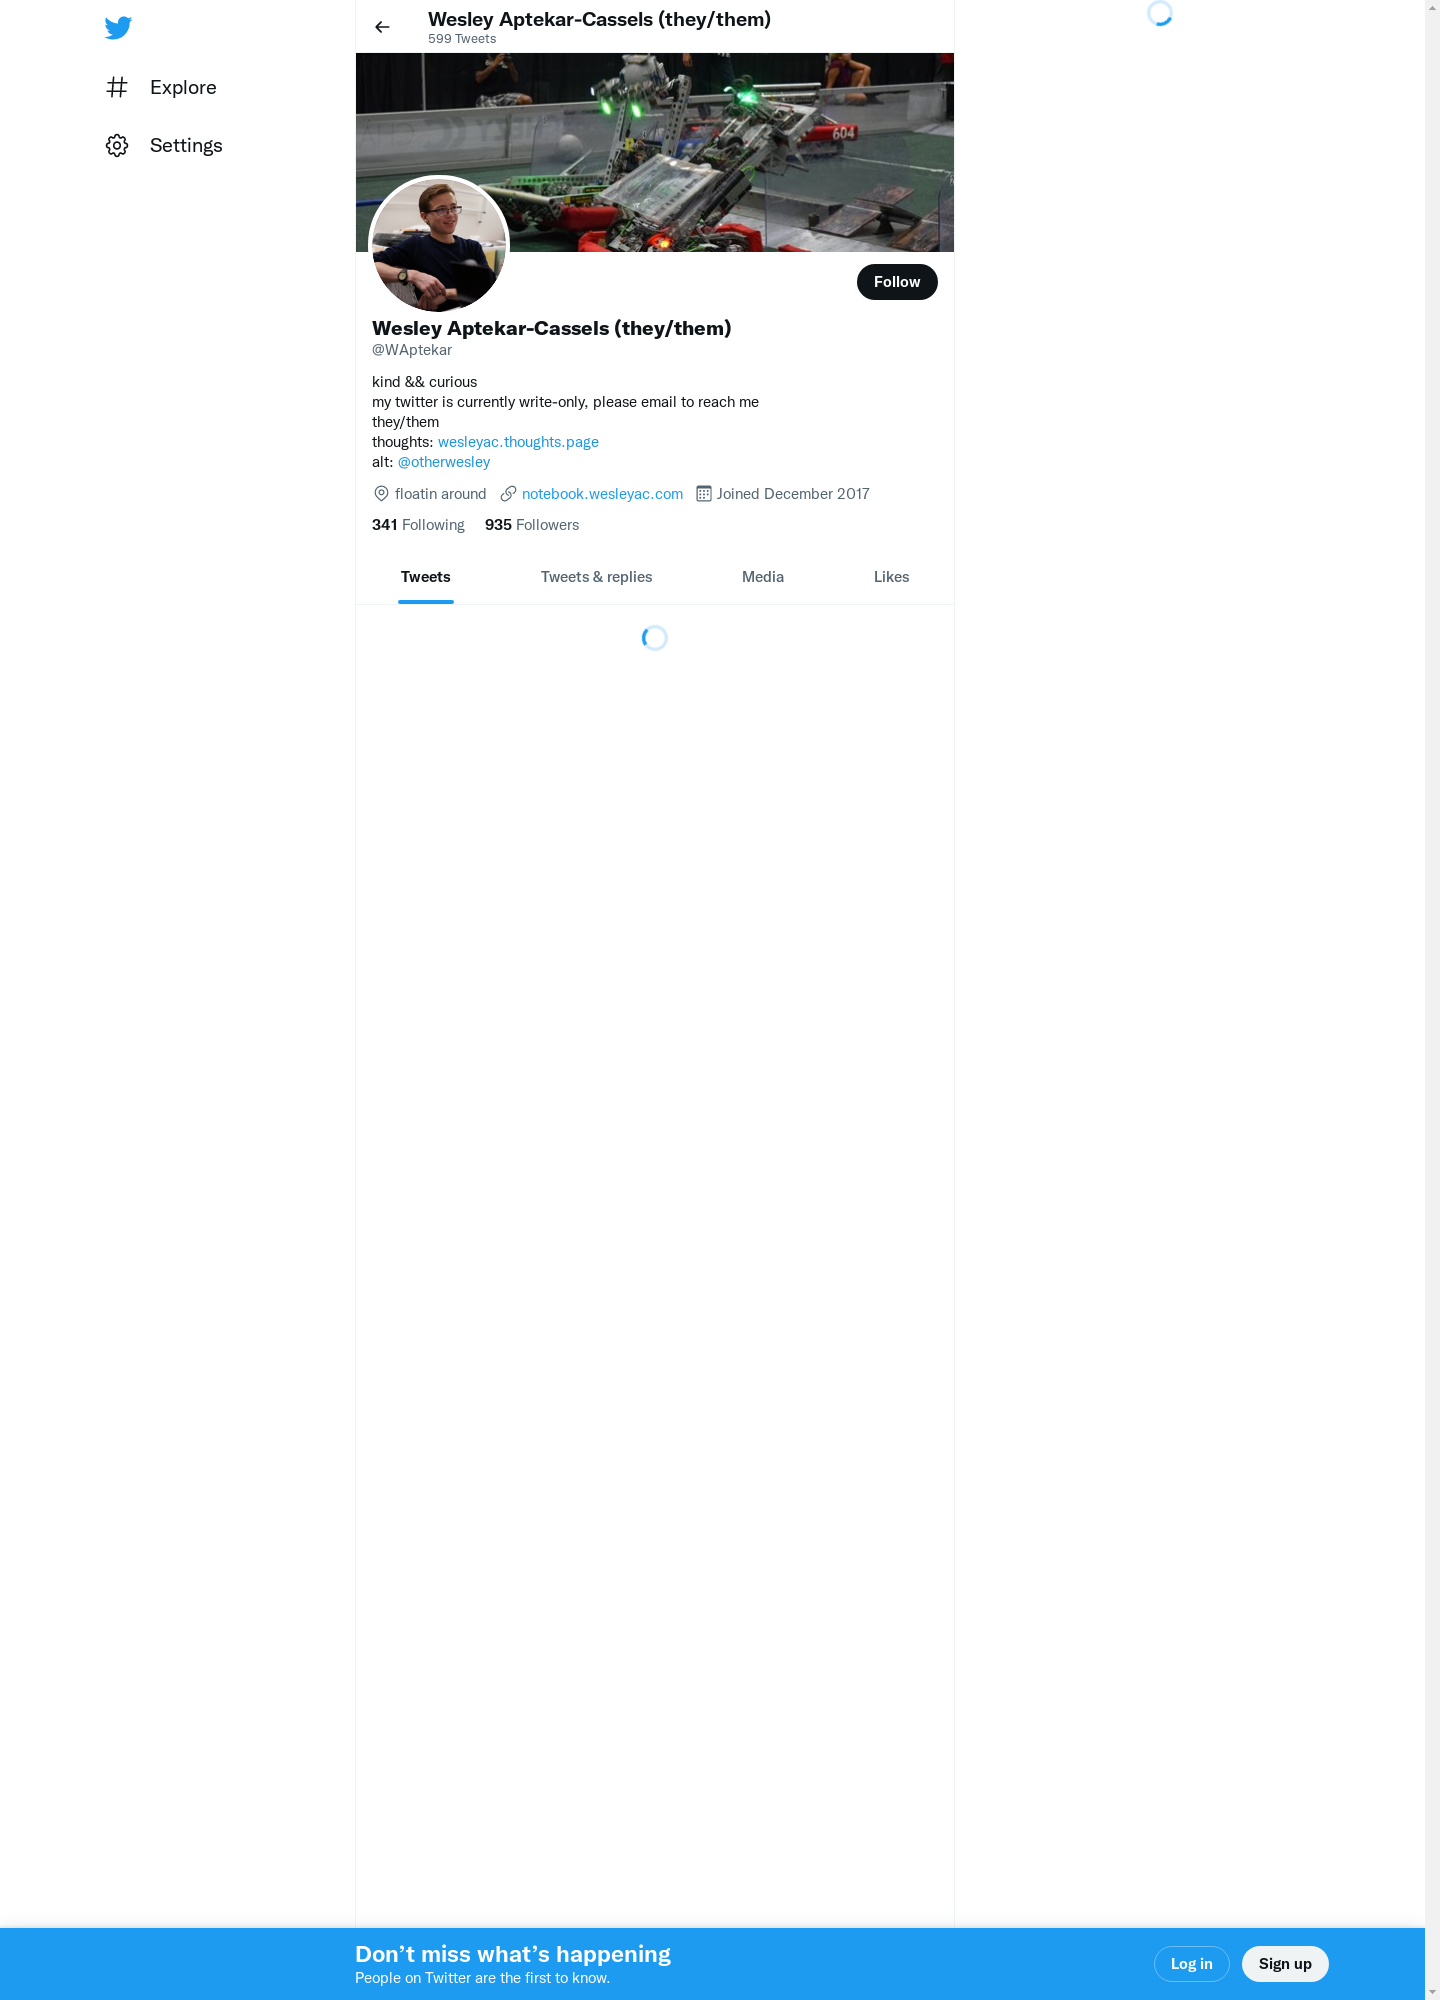 Explore
Settings
Wesley Aptekar-Cassels (they/them)
599 Tweets
604
Follow
Wesley Aptekar-Cassels (they/them)
@WAptekar
kind && curious
my twitter is currently write-only, please email to reach me
they/them
thoughts: wesleyac.thoughts.page
alt: @otherwesley
floatin around notebook.wesleyac.com Joined December 2017
341 Following 935 Followers
Tweets Tweets & replies Media Likes
Don’t miss what’s happening
People on Twitter are the first to know.
Log in Sign up